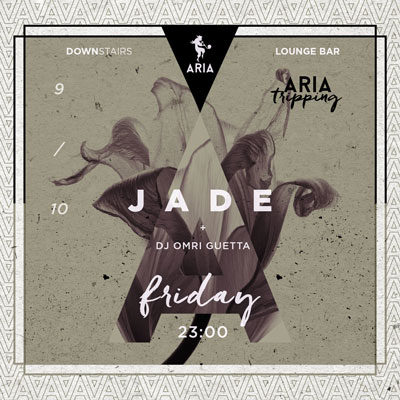 ARIA
DOWNSTAIRS
LOUNGE BAR
ARIA
tripping
9
/
10
JADE
+
DJ OMRI GUETTA
friday
23:00